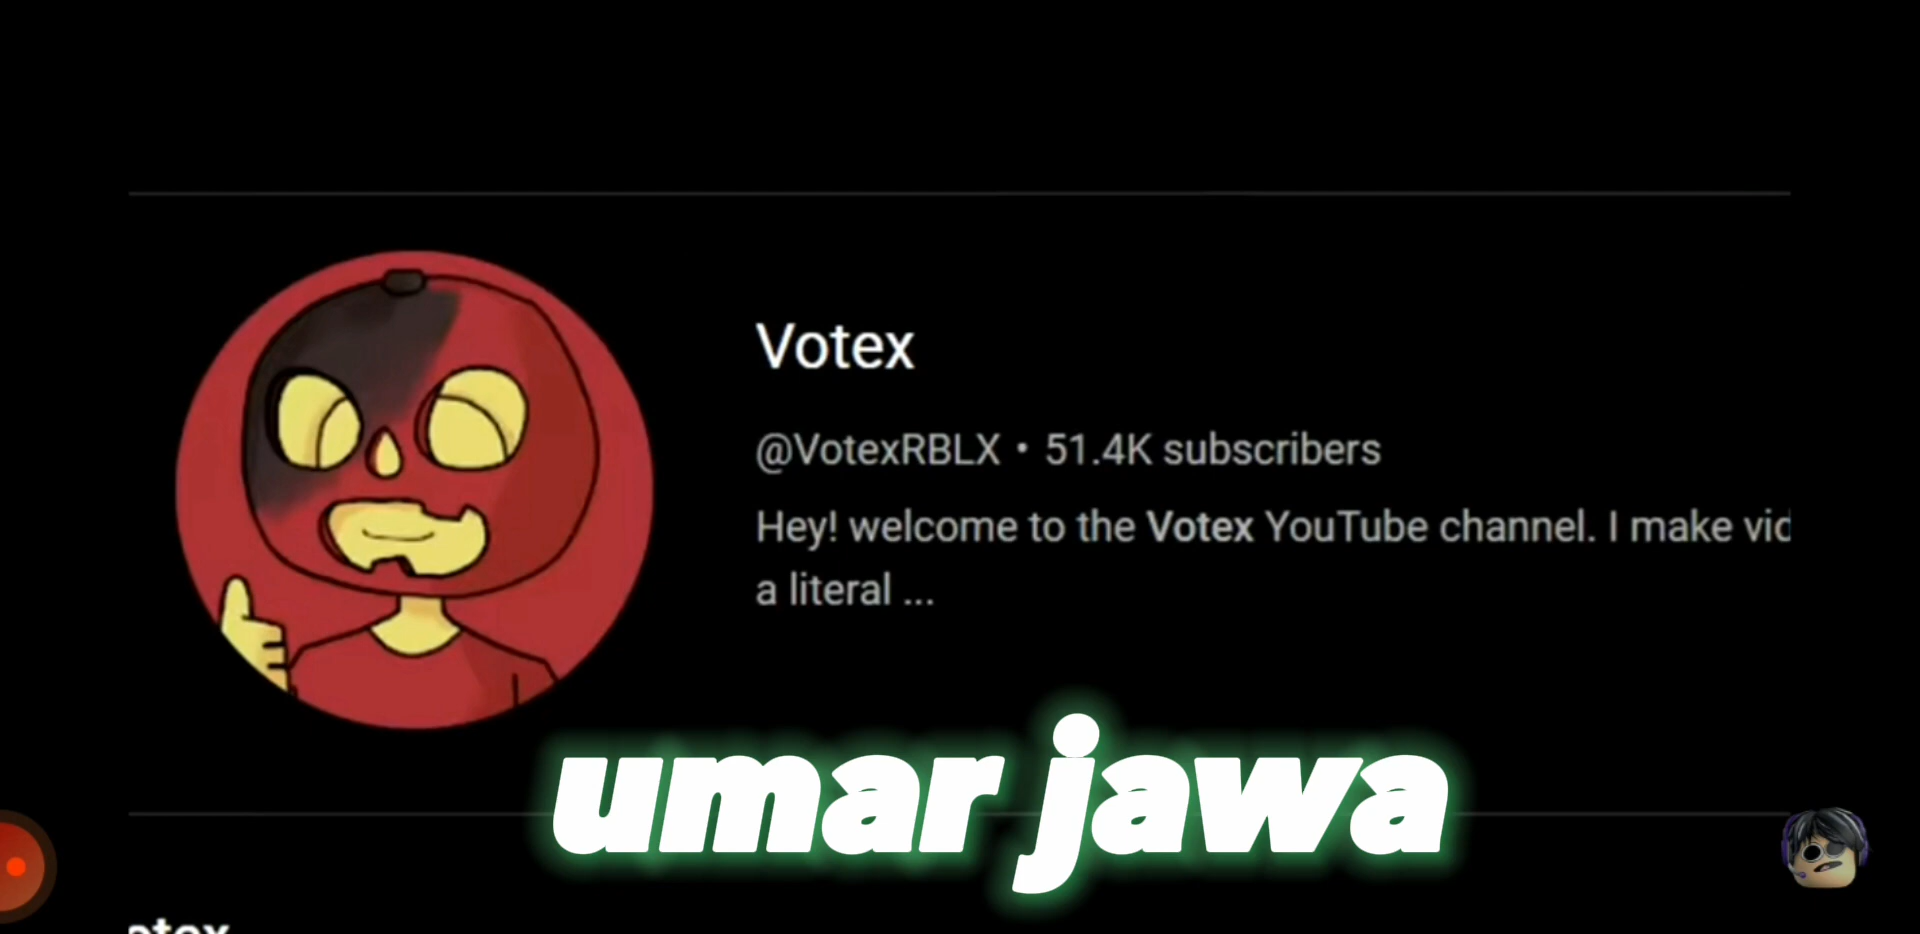 Votex
@VotexRBLX • 51.4K subscribers
Hey! welcome to the Votex YouTube channel. I make vid
a literal ...
umar jawa